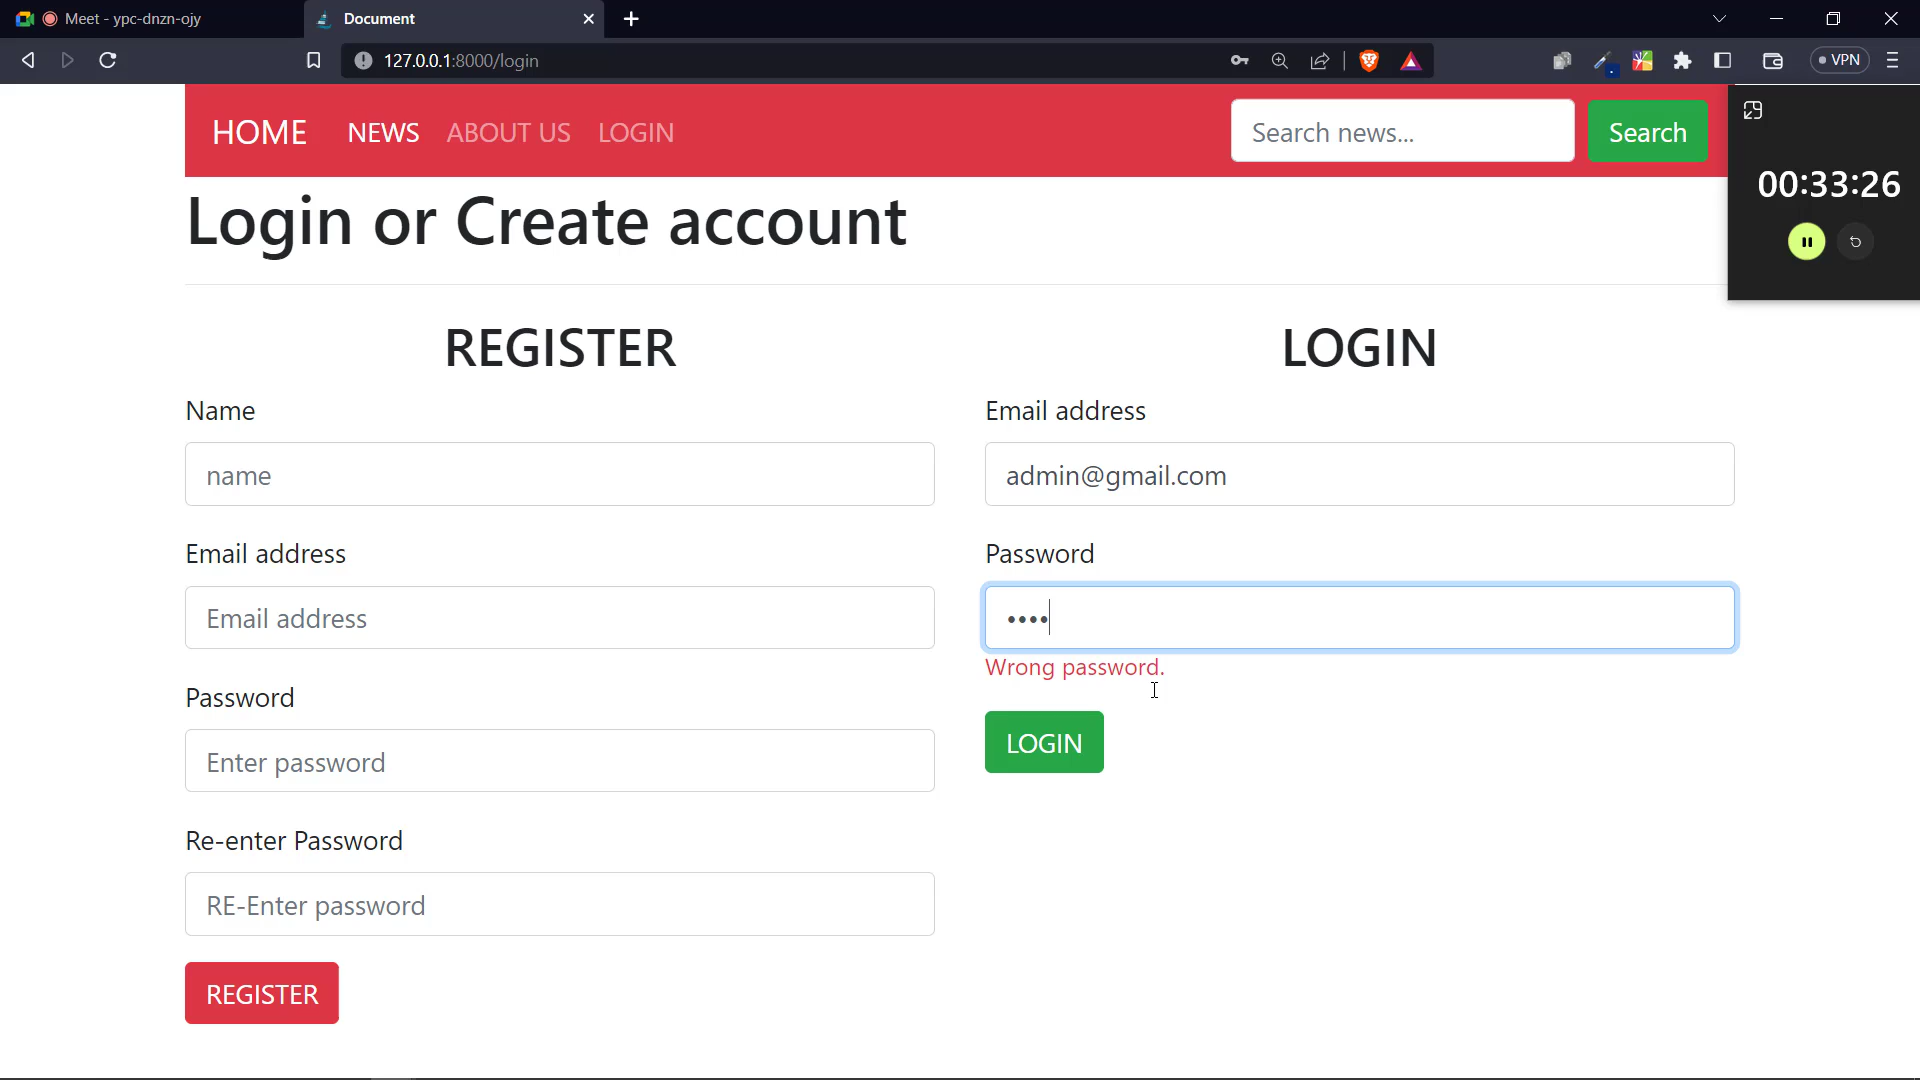 Meet - ypc-dnzn-ojy
Document
127.0.0.1:8000/login
VPN
HOME NEWS ABOUT US LOGIN
Search news...
Search
00:33:26
Login or Create account
REGISTER
Name
name
Email address
Email address
Password
Enter password
Re-enter Password
RE-Enter password
REGISTER
LOGIN
Email address
admin@gmail.com
Password
••••
Wrong password.
LOGIN